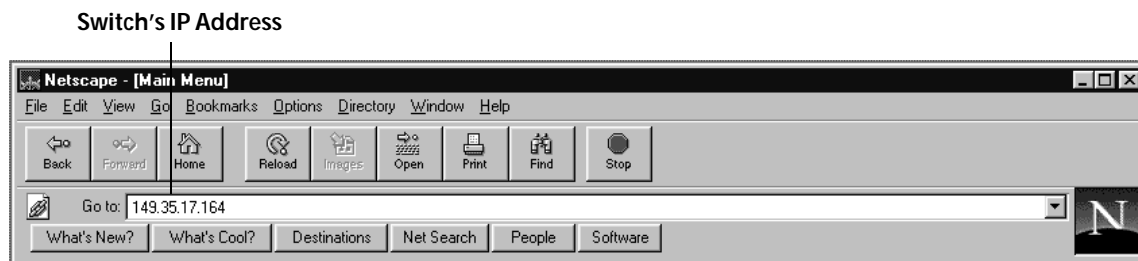 Switch's IP Address
Netscape - [Main Menu]
File Edit View Go Bookmarks Options Directory Window Help
Back Forward Home Reload Images Open Print Find Stop
Go to: 149.35.17.164
N
What's New? What's Cool? Destinations Net Search People Software